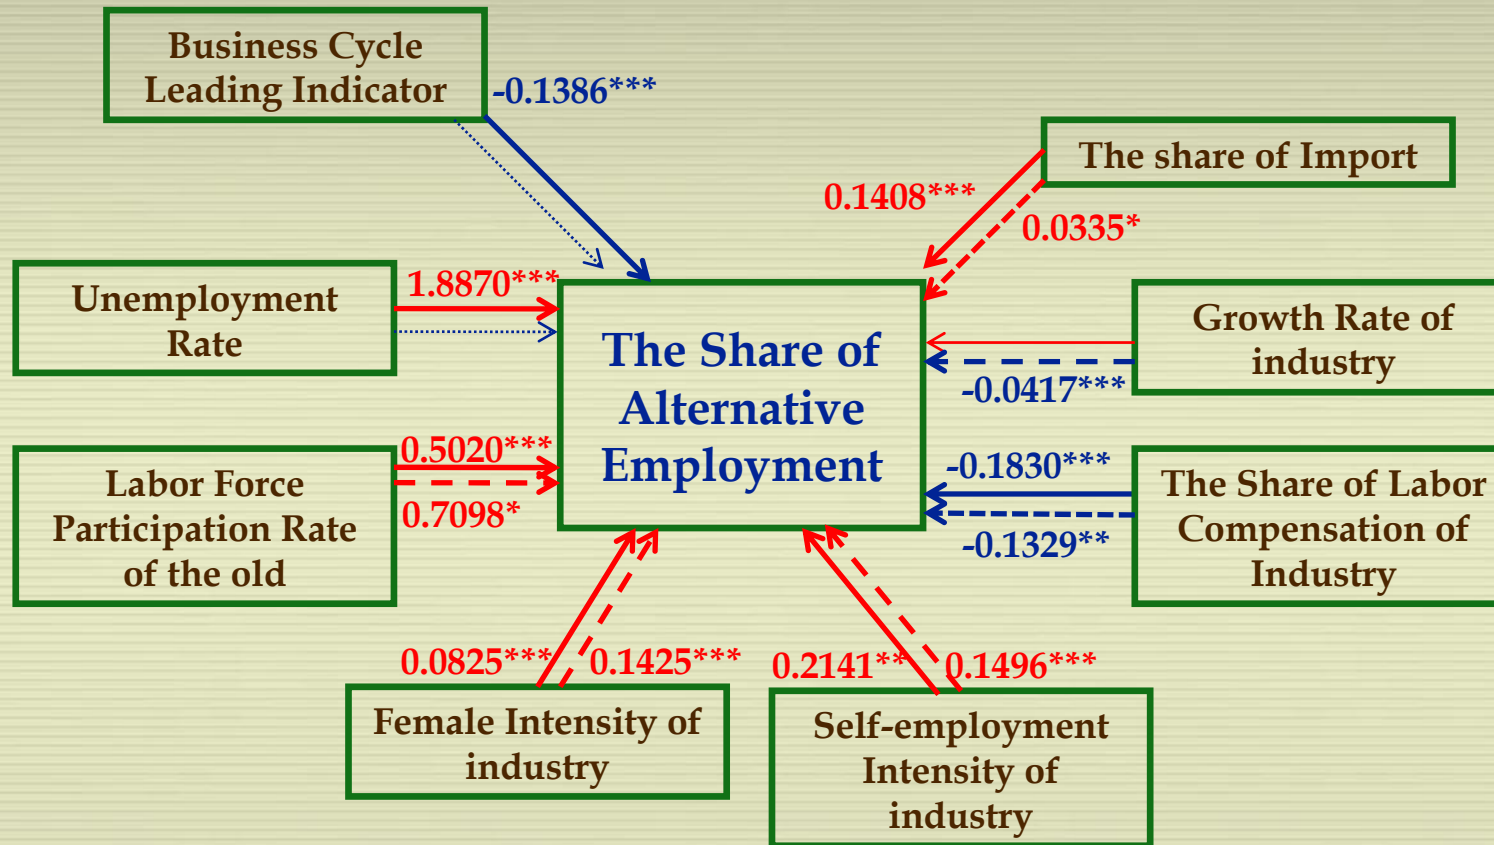 Business Cycle
Leading Indicator
-0.1386***
The share of Import
0.1408***
0.0335*
Unemployment
Rate
1.8870***
The Share of
Alternative
Employment
Growth Rate of
industry
-0.0417***
Labor Force
Participation Rate
of the old
0.5020***
0.7098*
-0.1830***
-0.1329**
The Share of Labor
Compensation of
Industry
0.0825***
0.1425***
0.2141**
0.1496***
Female Intensity of
industry
Self-employment
Intensity of
industry